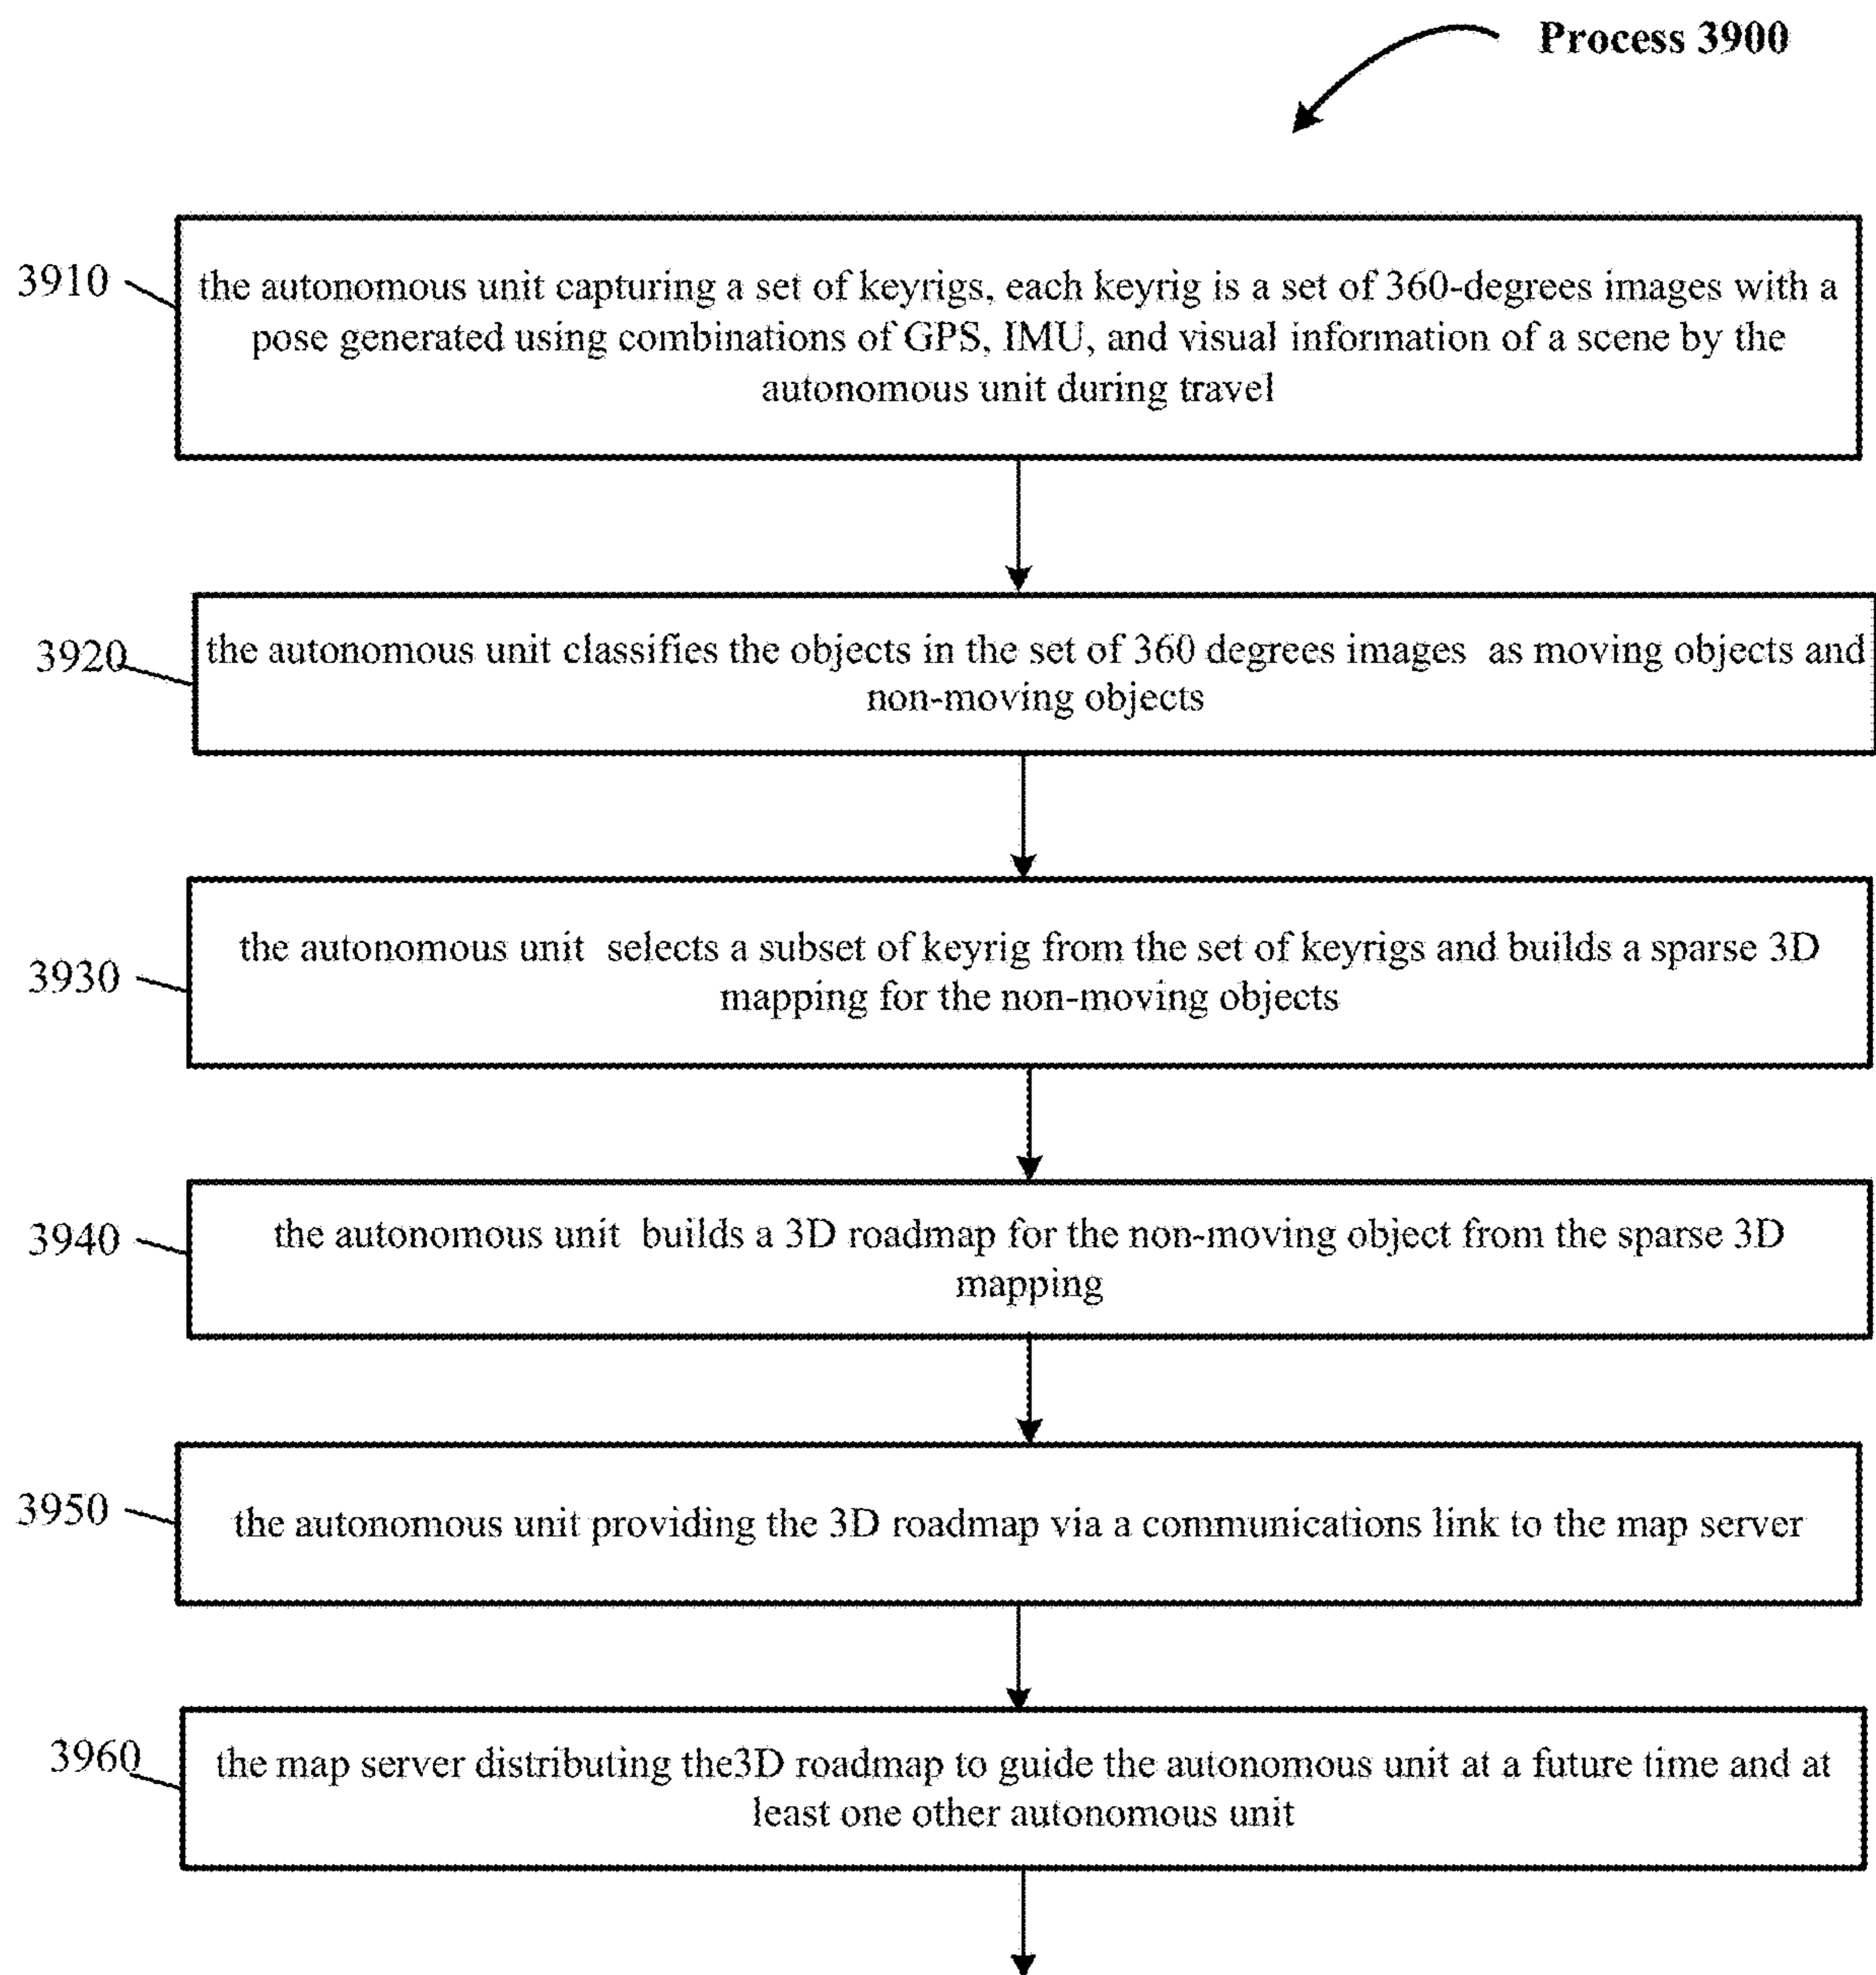 Process 3900
3910
the autonomous unit capturing a set of keyrigs, each keyrig is a set of 360-degrees images with a
pose generated using combinations of GPS, IMU, and visual information of a scene by the
autonomous unit during travel
3920
the autonomous unit classifies the objects in the set of 360 degrees images as moving objects and
non-moving objects
3930
the autonomous unit selects a subset of keyrig from the set of keyrigs and builds a sparse 3D
mapping for the non-moving objects
3940
the autonomous unit builds a 3D roadmap for the non-moving object from the sparse 3D
mapping
3950
the autonomous unit providing the 3D roadmap via a communications link to the map server
3960
the map server distributing the3D roadmap to guide the autonomous unit at a future time and at
least one other autonomous unit